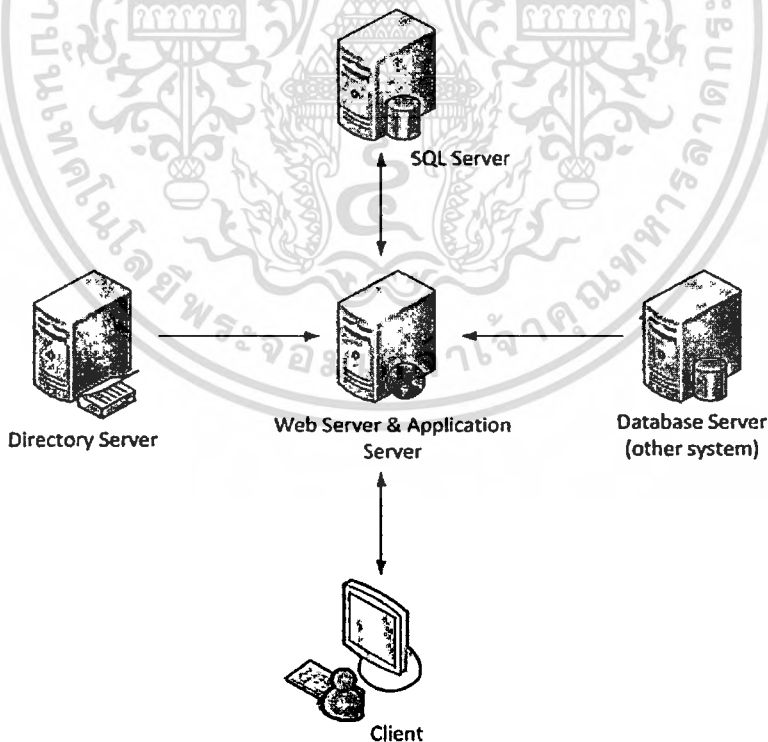 SQL Server
Directory Server
Web Server & Application
Server
Database Server
(other system)
Client